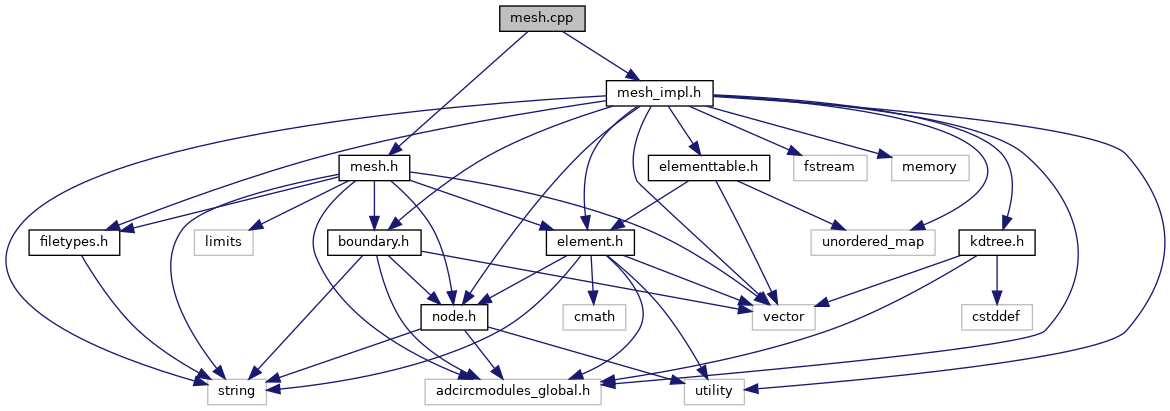 mesh.cpp
mesh_impl.h
mesh.h
elementtable.h
fstream
memory
filetypes.h
limits
boundary.h
element.h
unordered_map
kdtree.h
node.h
cmath
vector
cstddef
string
adcircmodules_global.h
utility